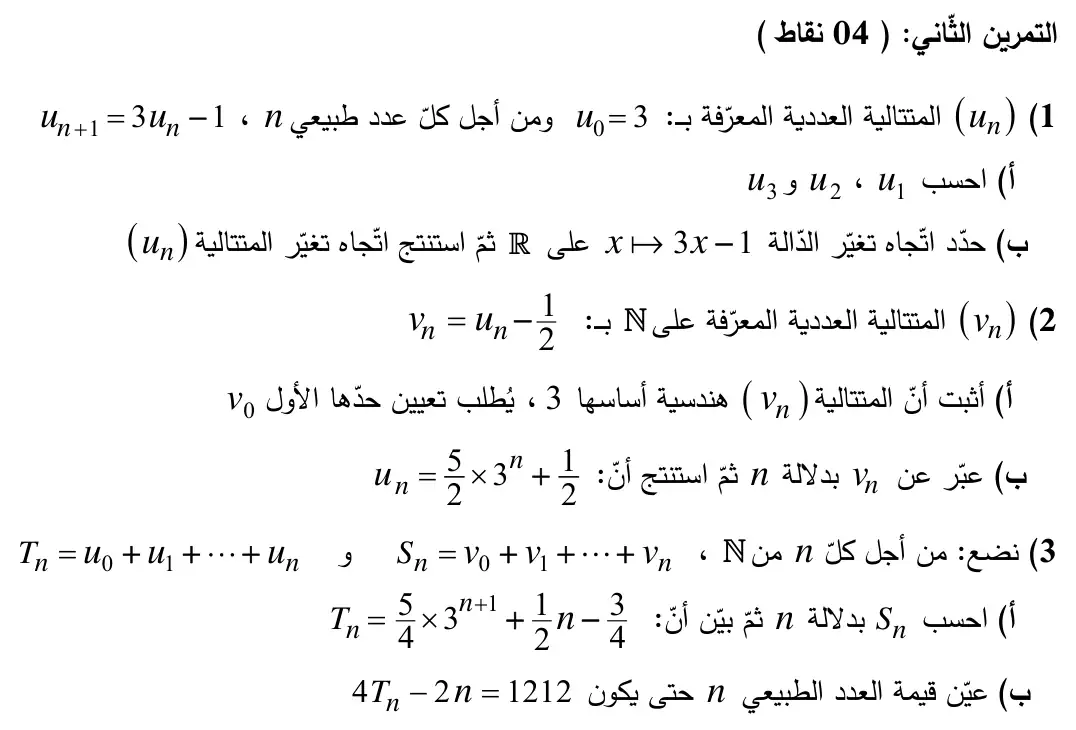 التمرين الثّاني: ( 04 نقاط )
1) (uₙ) المتتالية العددية المعرّفة بـ: u₀ = 3 ومن أجل كلّ عدد طبيعي n ، uₙ₊₁ = 3uₙ − 1
أ) احسب u₁ ، u₂ و u₃
ب) حدّد اتّجاه تغيّر الدّالة x ↦ 3x − 1 على ℝ ثمّ استنتج اتّجاه تغيّر المتتالية (uₙ)
2) (vₙ) المتتالية العددية المعرّفة على ℕ بـ: vₙ = uₙ − 1/2
أ) أثبت أنّ المتتالية (vₙ) هندسية أساسها 3 ، يُطلب تعيين حدّها الأول v₀
ب) عبّر عن vₙ بدلالة n ثمّ استنتج أنّ: uₙ = 5/2 × 3ⁿ + 1/2
3) نضع: من أجل كلّ n من ℕ ، Sₙ = v₀ + v₁ + ⋯ + vₙ و Tₙ = u₀ + u₁ + ⋯ + uₙ
أ) احسب Sₙ بدلالة n ثمّ بيّن أنّ: Tₙ = 5/4 × 3ⁿ⁺¹ + 1/2 n − 3/4
ب) عيّن قيمة العدد الطبيعي n حتى يكون 4Tₙ − 2n = 1212